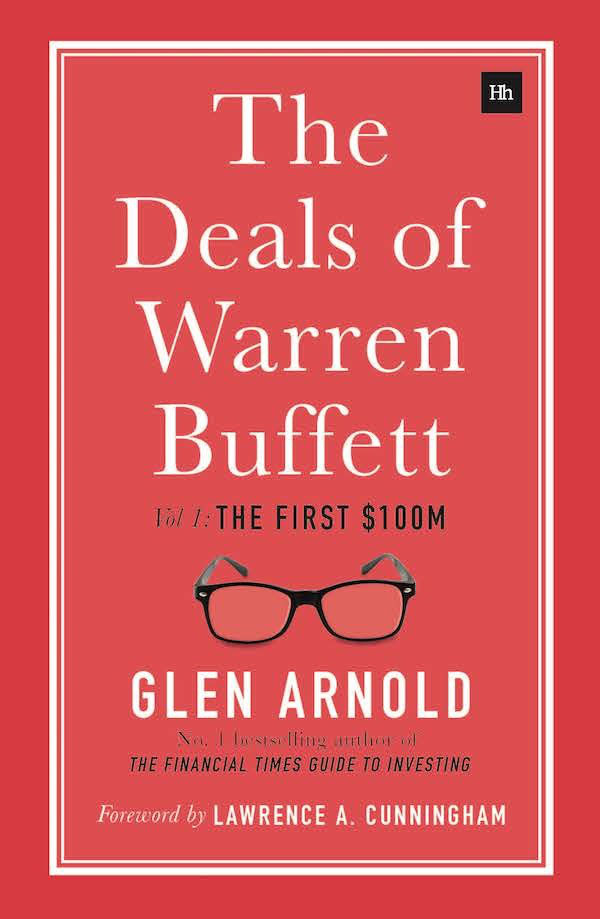 Hh
The
Deals of
Warren
Buffett
Vol 1: THE FIRST $100M
GLEN ARNOLD
No. 1 bestselling author of
THE FINANCIAL TIMES GUIDE TO INVESTING
Foreword by LAWRENCE A. CUNNINGHAM